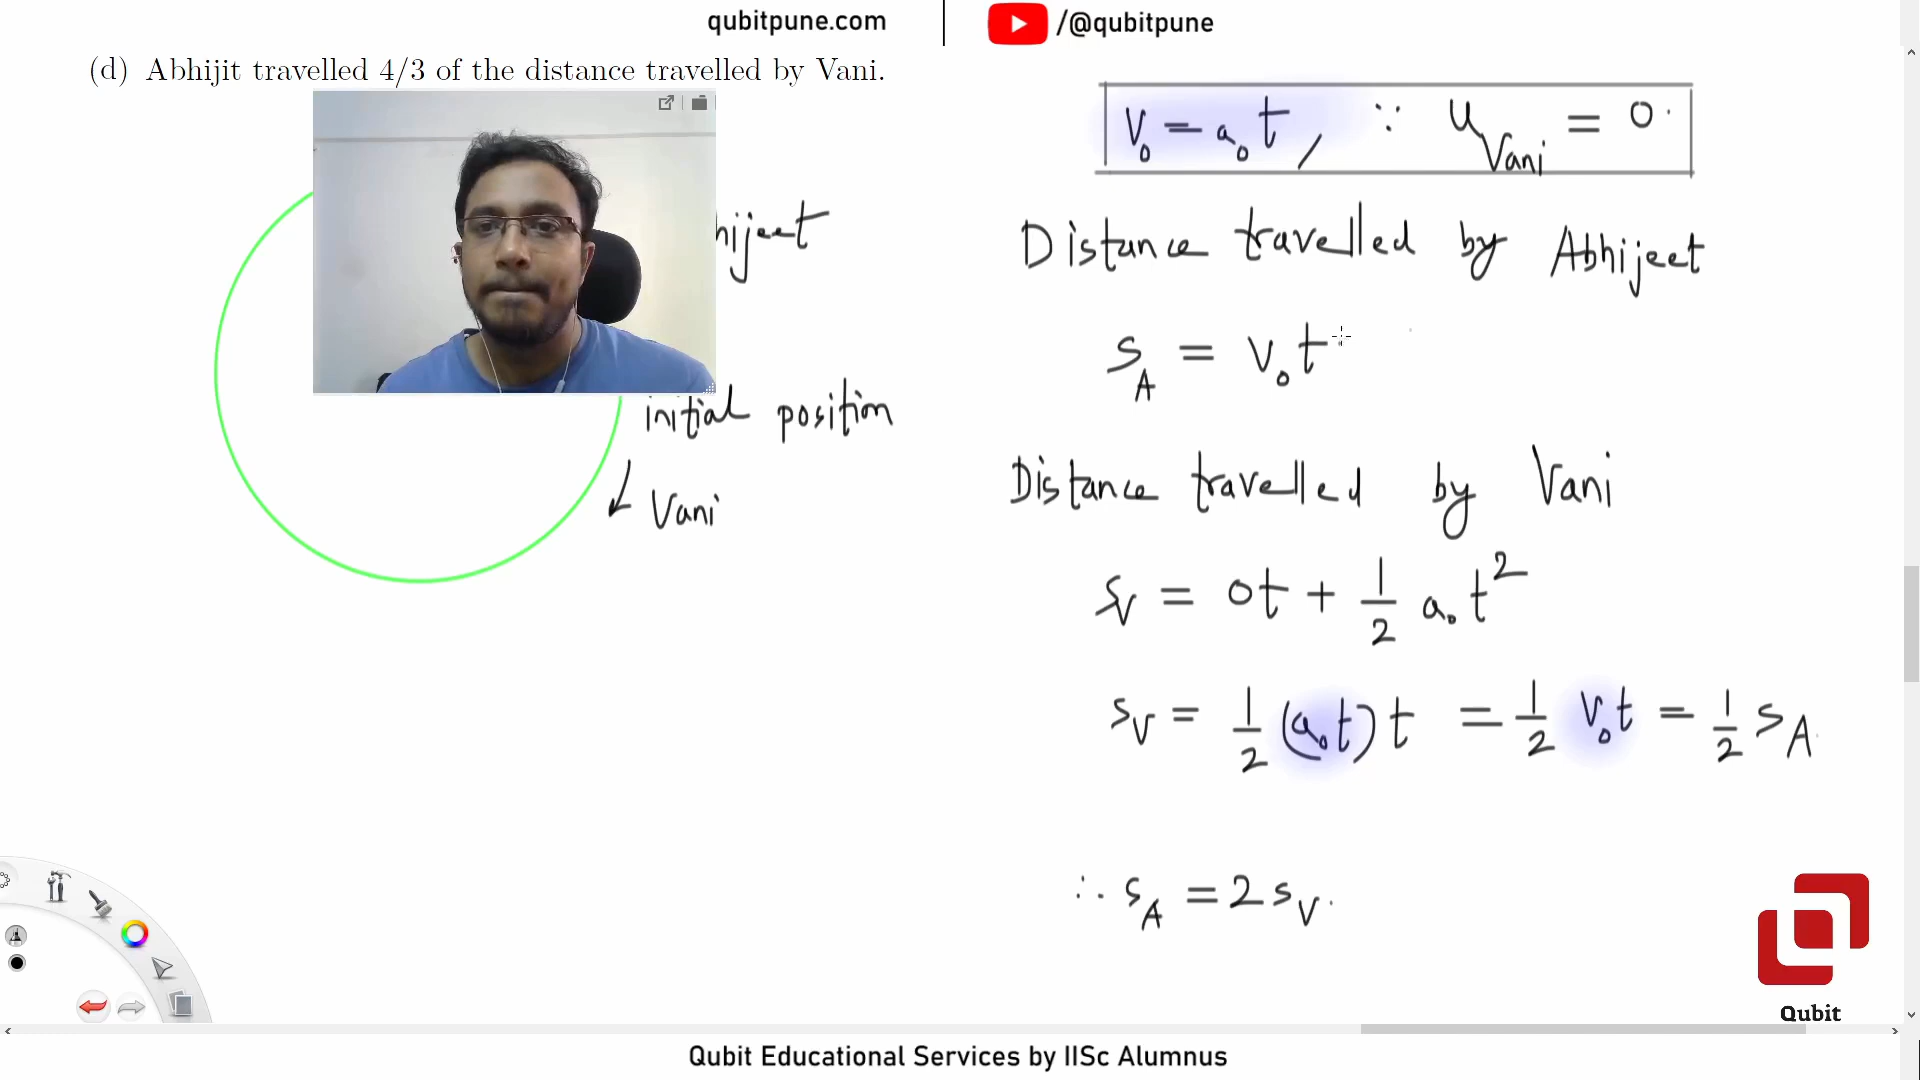 qubitpune.com | /@qubitpune
(d) Abhijit travelled 4/3 of the distance travelled by Vani.
v₀ = a₀t, ∵ u_Vani = 0.
Distance travelled by Abhijeet
s_A = v₀t
hijeet
initial position
Vani
Distance travelled by Vani
s_V = 0t + 1/2 a₀t²
s_V = 1/2 (a₀t)t = 1/2 v₀t = 1/2 s_A.
∴ s_A = 2s_V.
Qubit
Qubit Educational Services by IISc Alumnus